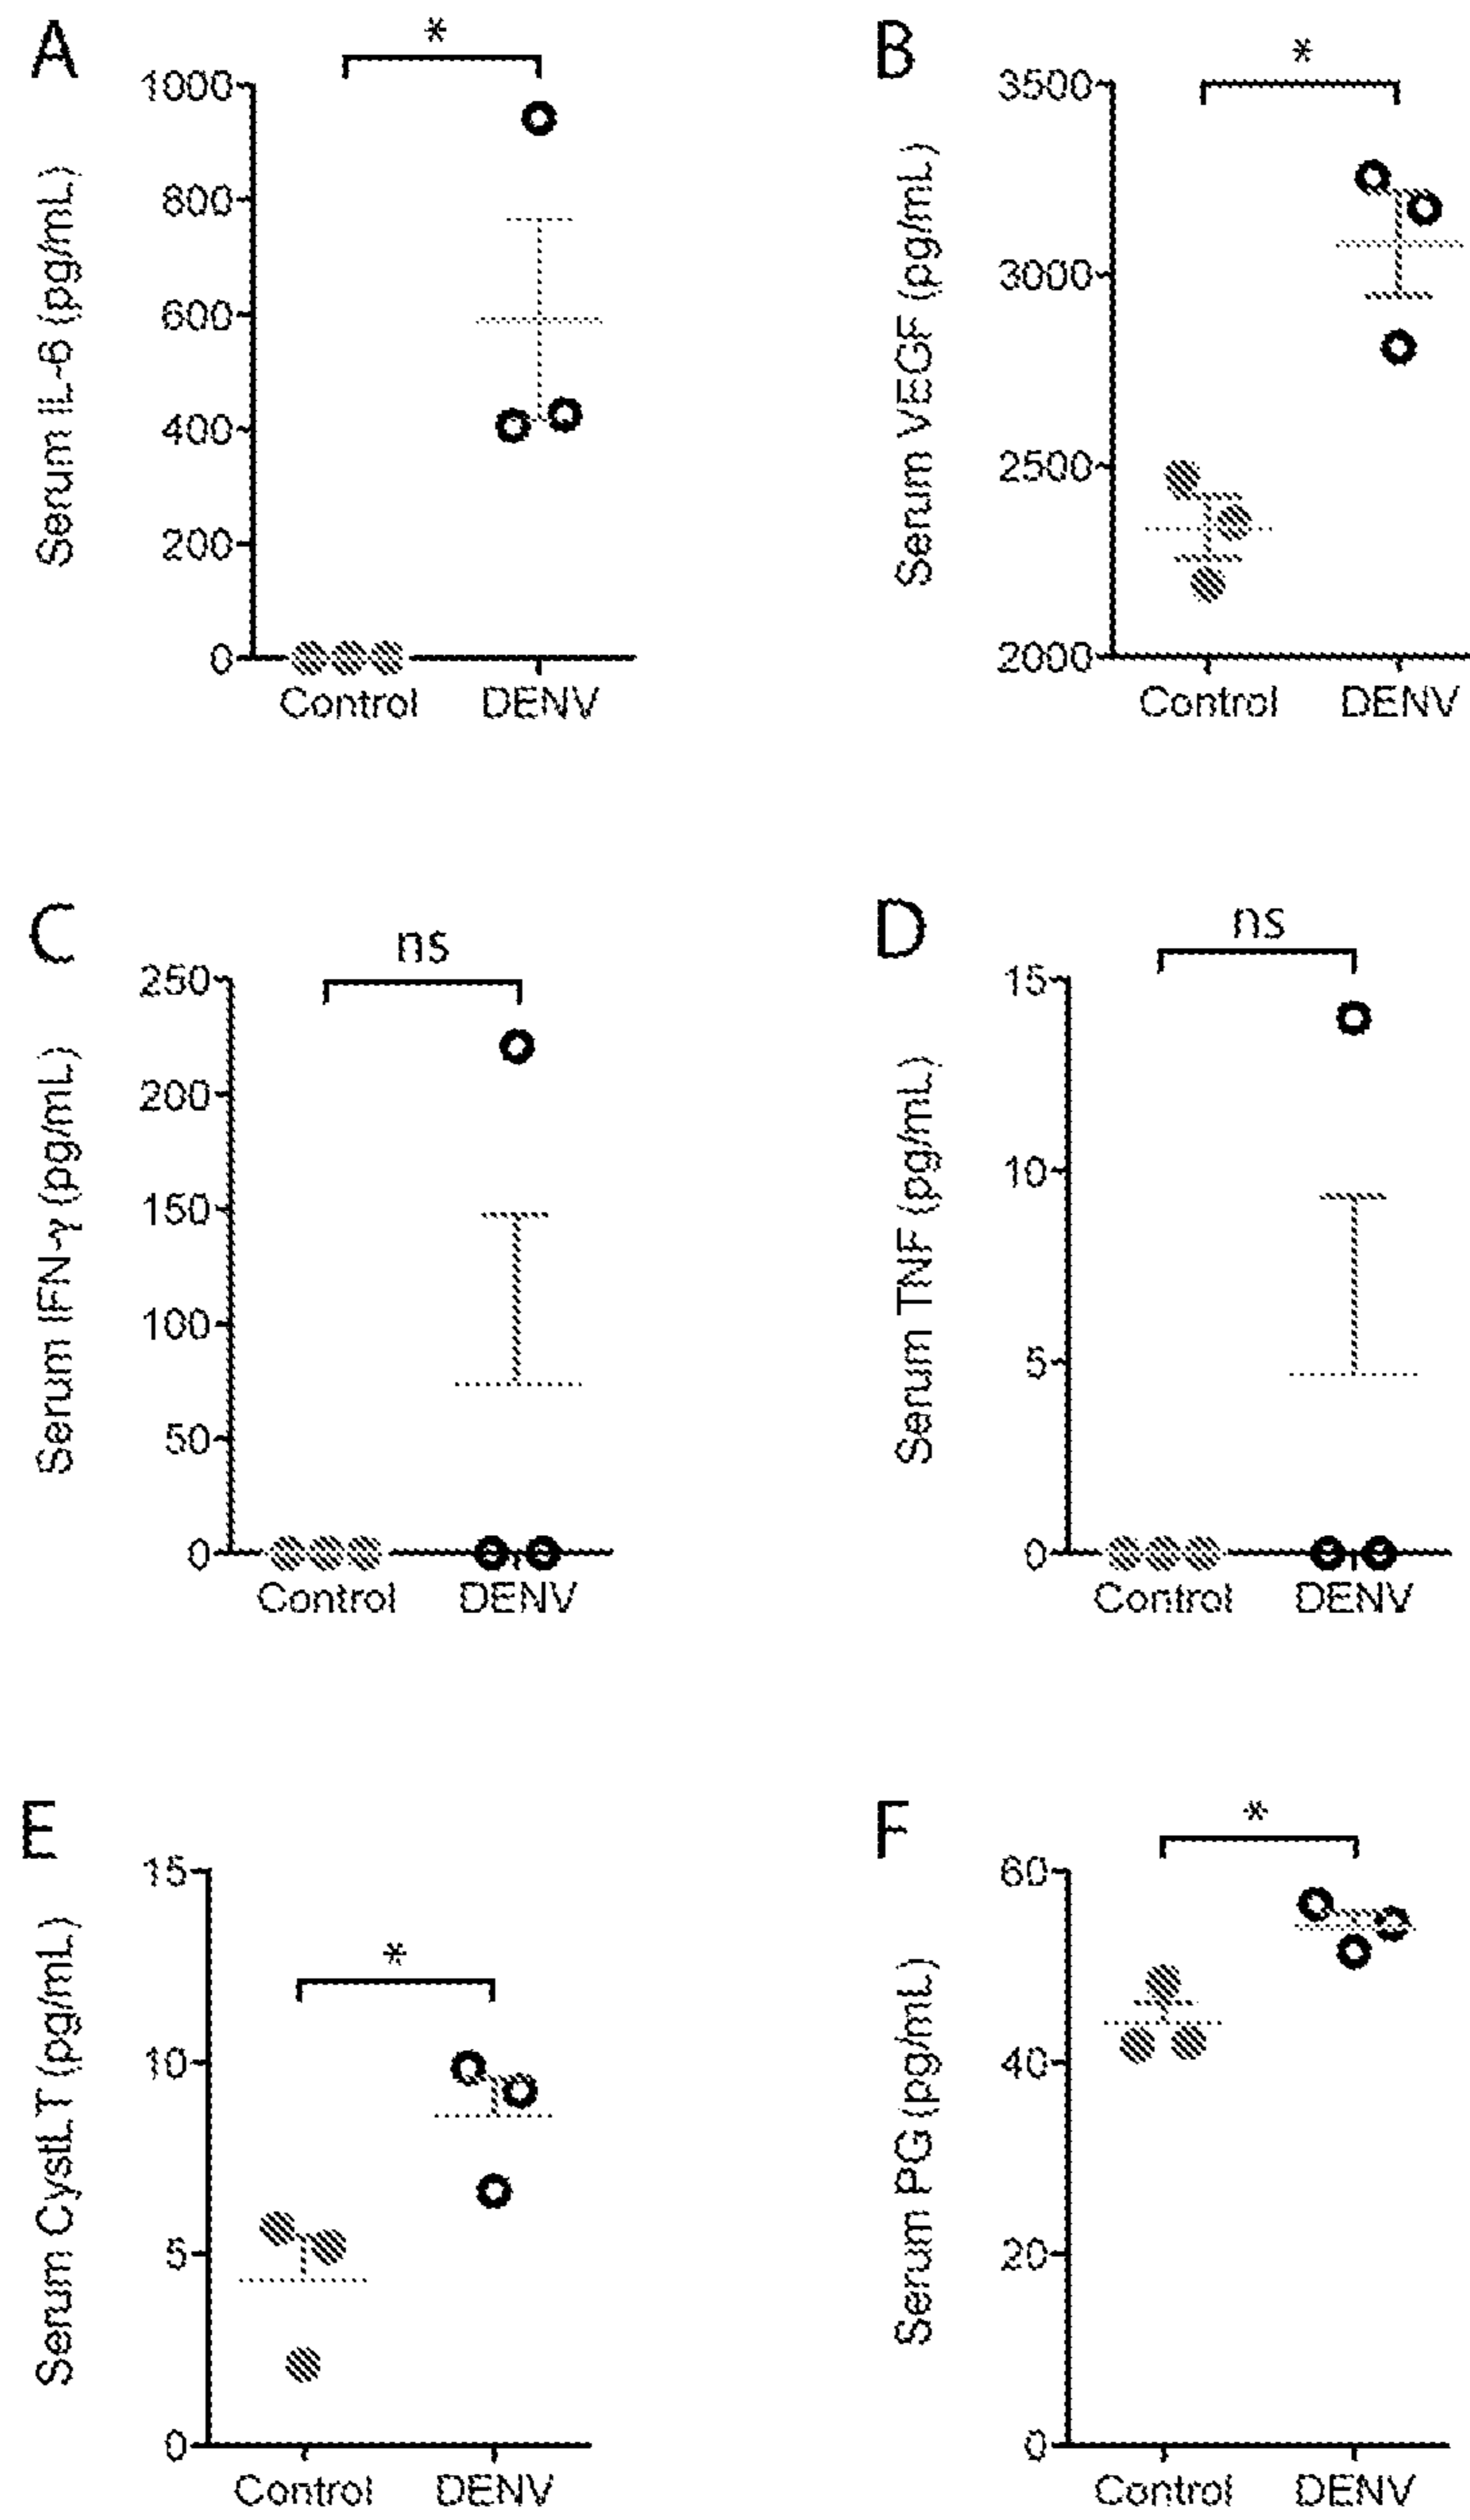 A
*
1000
800
600
400
200
0
Serum IL-6 (pg/mL)
Control DENV
B
*
3500
3000
2500
2000
Serum VEGF (pg/mL)
Control DENV
C
ns
250
200
150
100
50
0
Serum IFN-γ (pg/mL)
Control DENV
D
ns
15
10
5
0
Serum TNF (pg/mL)
Control DENV
E
*
15
10
5
0
Serum CystLT (pg/mL)
Control DENV
F
*
60
40
20
0
Serum PG (pg/mL)
Control DENV